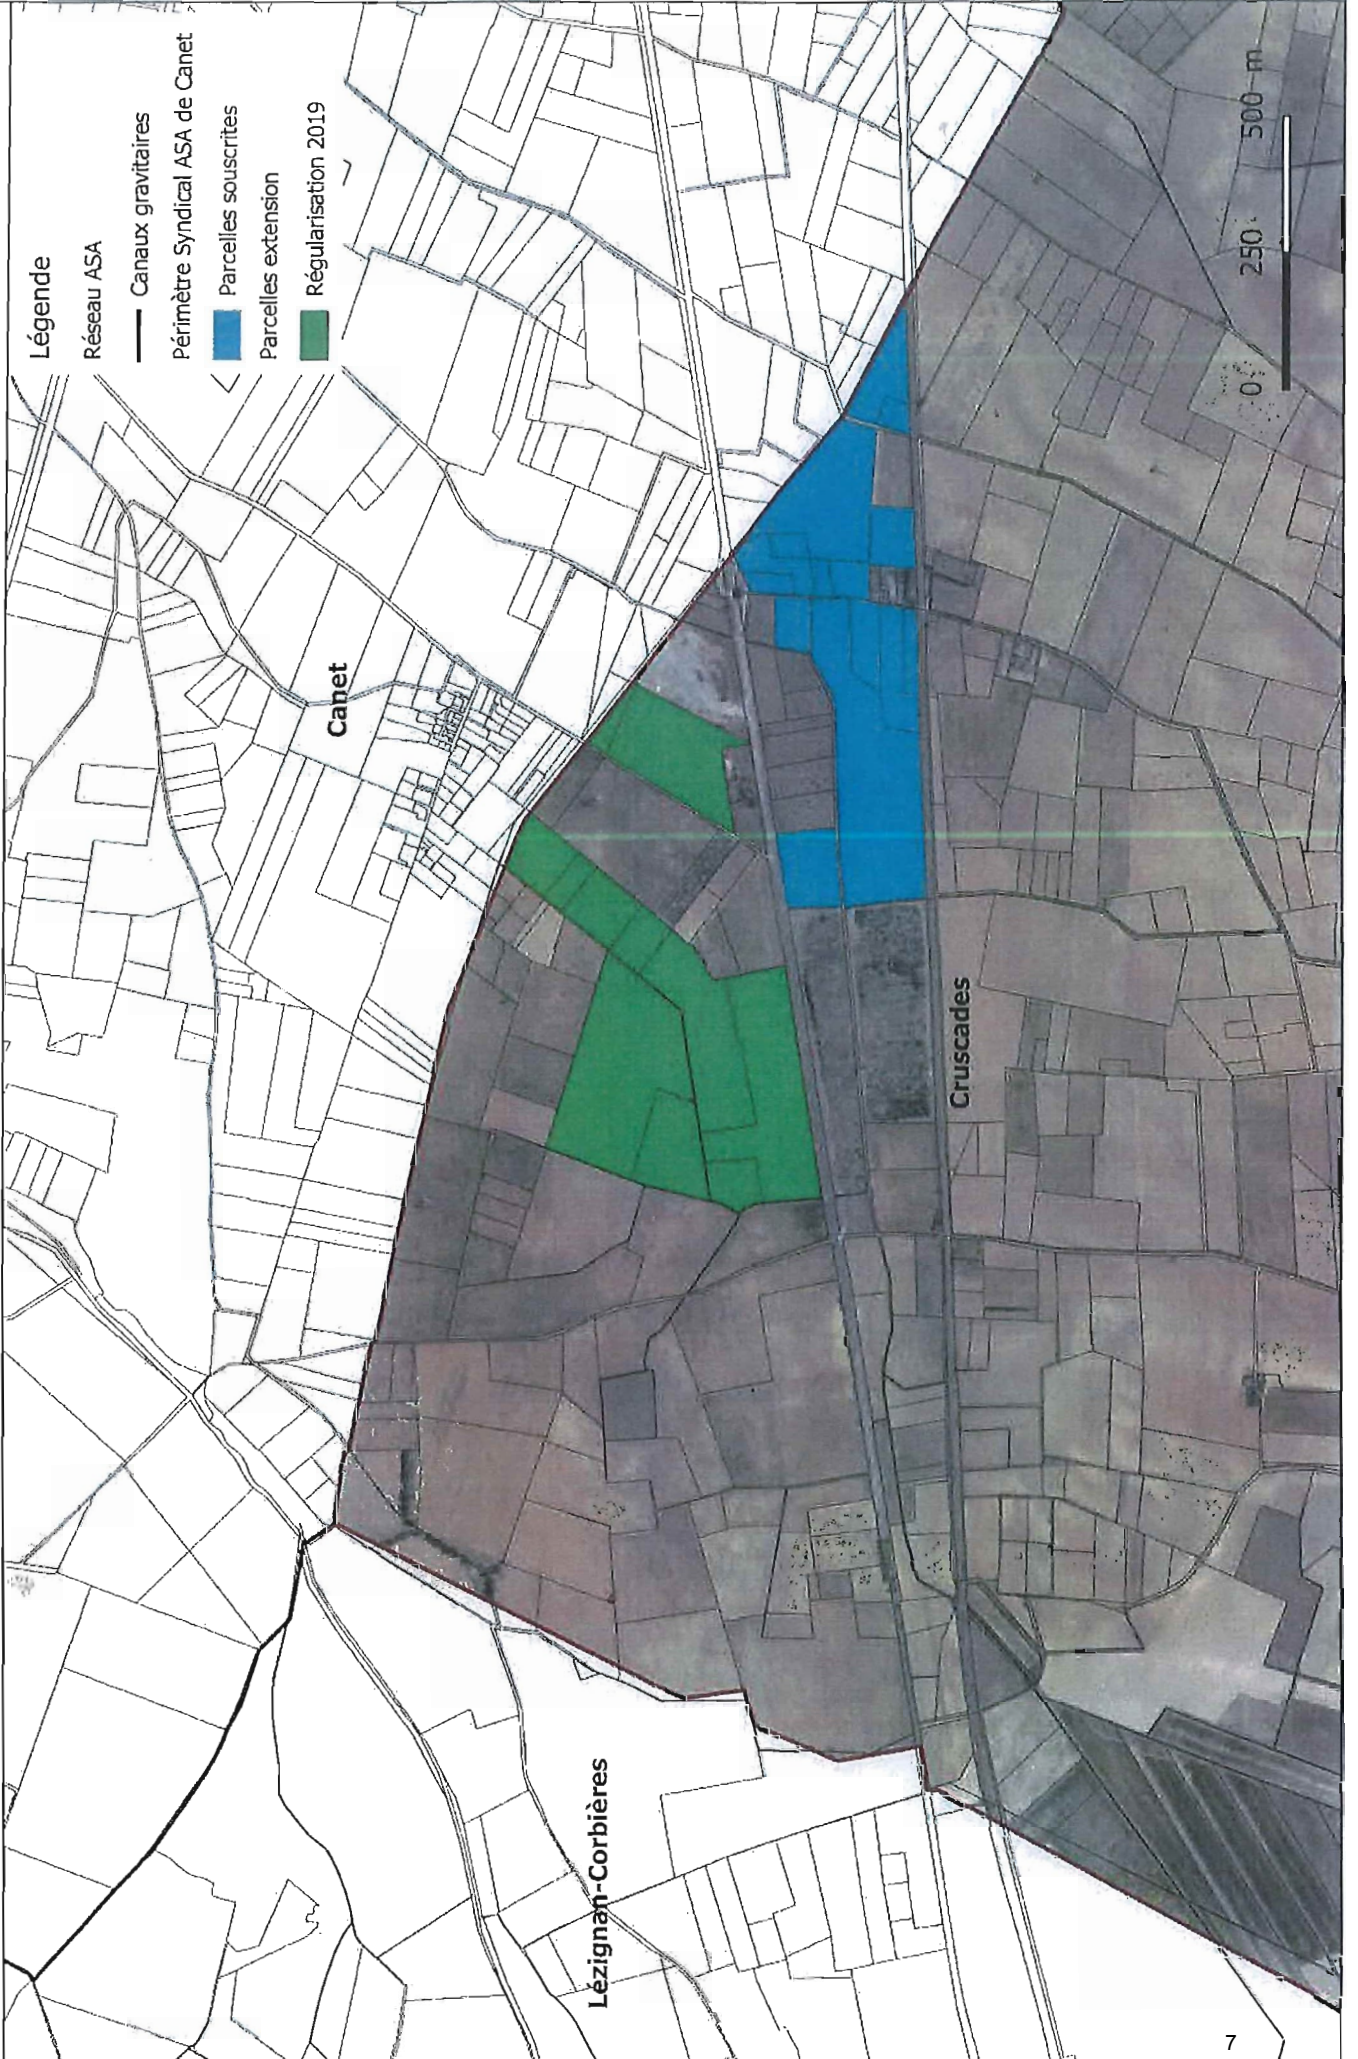 Légende
Réseau ASA
Canaux gravitaires
Périmètre Syndical ASA de Canet
Parcelles souscrites
Parcelles extension
Régularisation 2019
Canet
Cruscades
Lézignan-Corbières
0 250 500 m
7